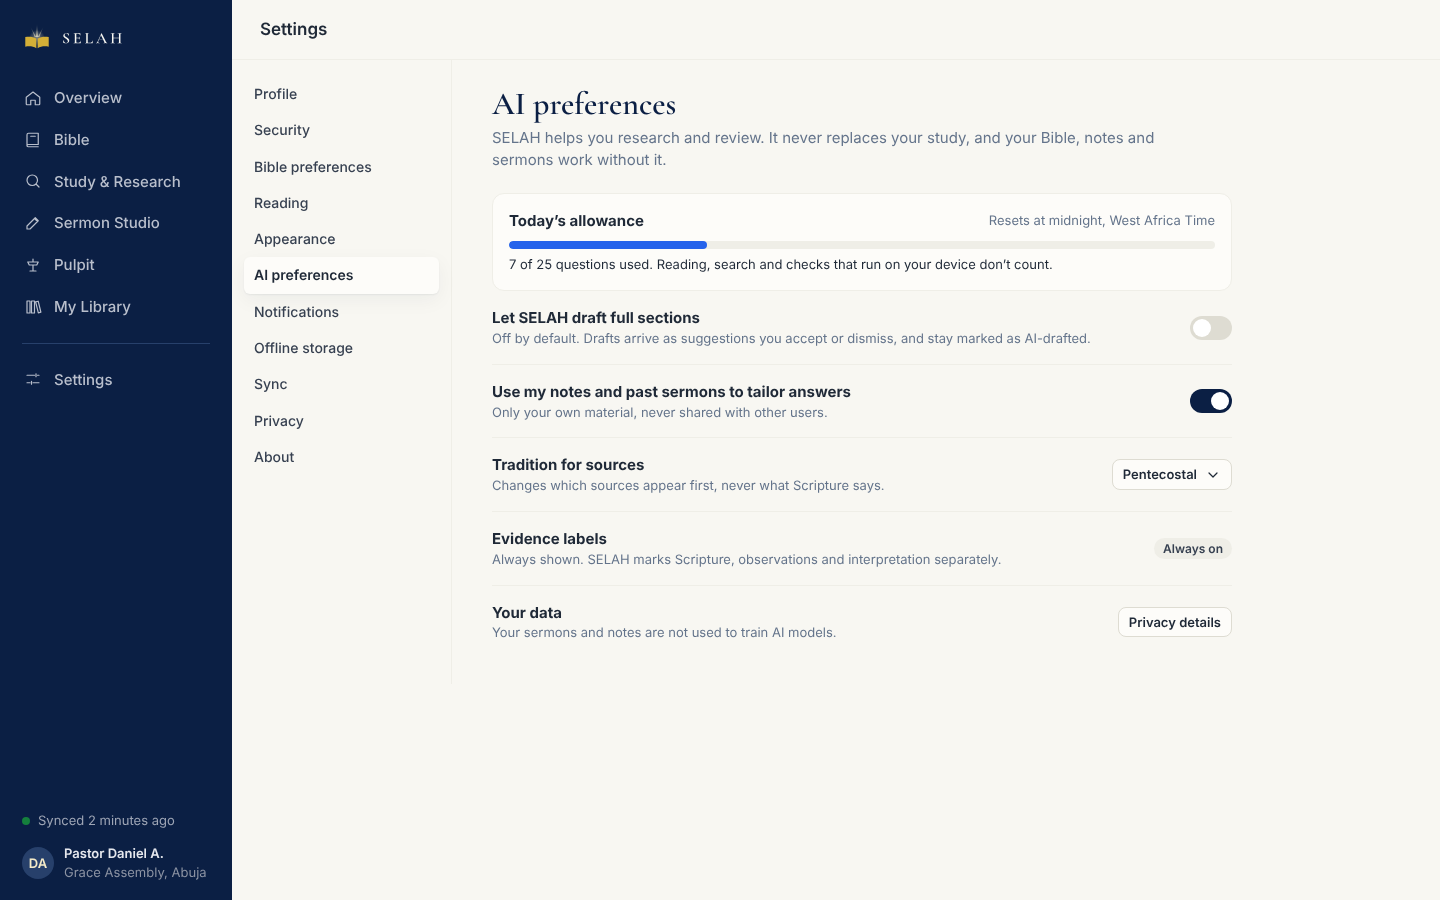 SELAH
Overview
Bible
Study & Research
Sermon Studio
Pulpit
My Library
Settings
Synced 2 minutes ago
DA
Pastor Daniel A.
Grace Assembly, Abuja
Settings
Profile
Security
Bible preferences
Reading
Appearance
AI preferences
Notifications
Offline storage
Sync
Privacy
About
AI preferences
SELAH helps you research and review. It never replaces your study, and your Bible, notes and
sermons work without it.
Today’s allowance
Resets at midnight, West Africa Time
7 of 25 questions used. Reading, search and checks that run on your device don’t count.
Let SELAH draft full sections
Off by default. Drafts arrive as suggestions you accept or dismiss, and stay marked as AI-drafted.
Use my notes and past sermons to tailor answers
Only your own material, never shared with other users.
Tradition for sources
Changes which sources appear first, never what Scripture says.
Pentecostal
Evidence labels
Always shown. SELAH marks Scripture, observations and interpretation separately.
Always on
Your data
Your sermons and notes are not used to train AI models.
Privacy details